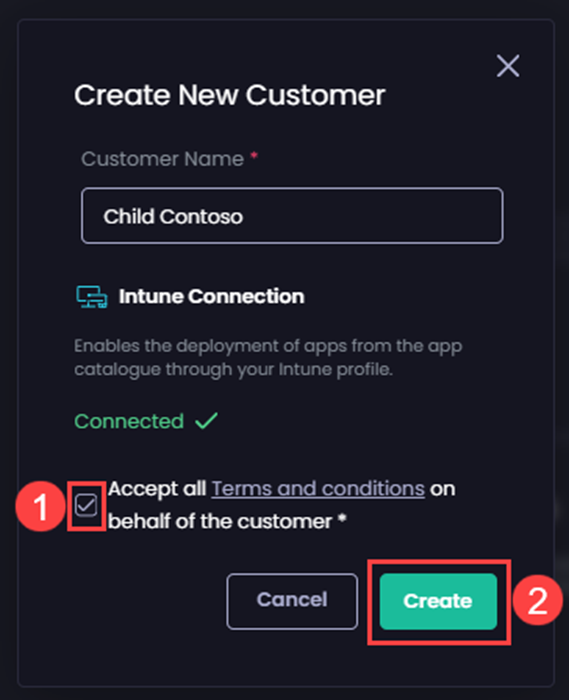 Create New Customer
Customer Name *
Child Contoso
Intune Connection
Enables the deployment of apps from the app
catalogue through your Intune profile.
Connected
1
Accept all Terms and conditions on
behalf of the customer *
Cancel
Create
2